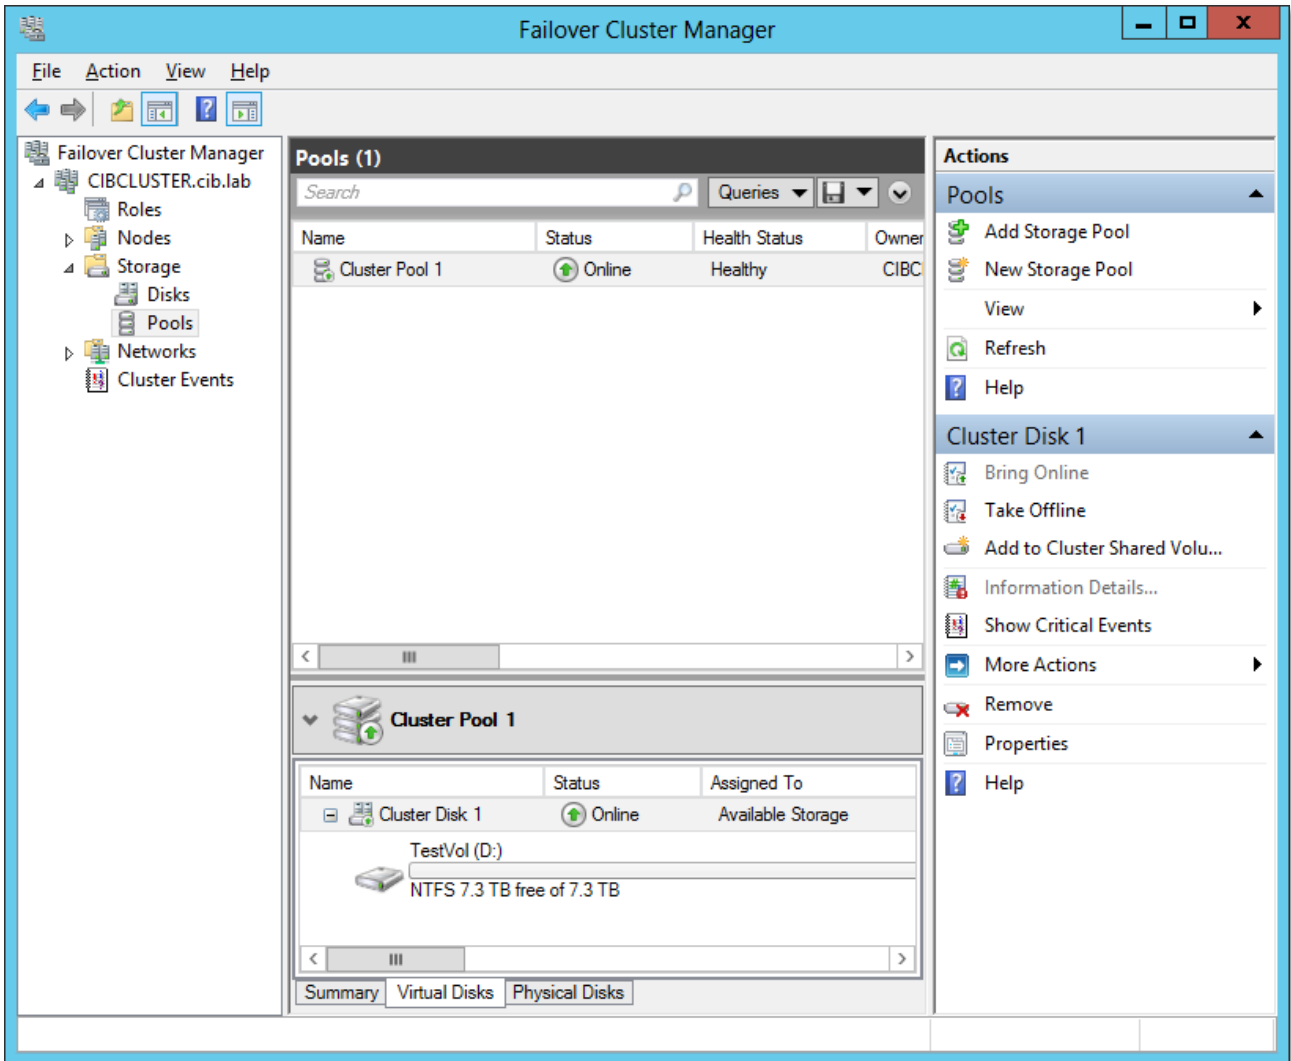 Failover Cluster Manager
File Action View Help
Failover Cluster Manager
CIBCLUSTER.cib.lab
Roles
Nodes
Storage
Disks
Pools
Networks
Cluster Events
Pools (1)
Search
Queries
Name Status Health Status Owner
Cluster Pool 1 Online Healthy CIBC
Cluster Pool 1
Name Status Assigned To
Cluster Disk 1 Online Available Storage
TestVol (D:)
NTFS 7.3 TB free of 7.3 TB
Summary Virtual Disks Physical Disks
Actions
Pools
Add Storage Pool
New Storage Pool
View
Refresh
Help
Cluster Disk 1
Bring Online
Take Offline
Add to Cluster Shared Volu...
Information Details...
Show Critical Events
More Actions
Remove
Properties
Help